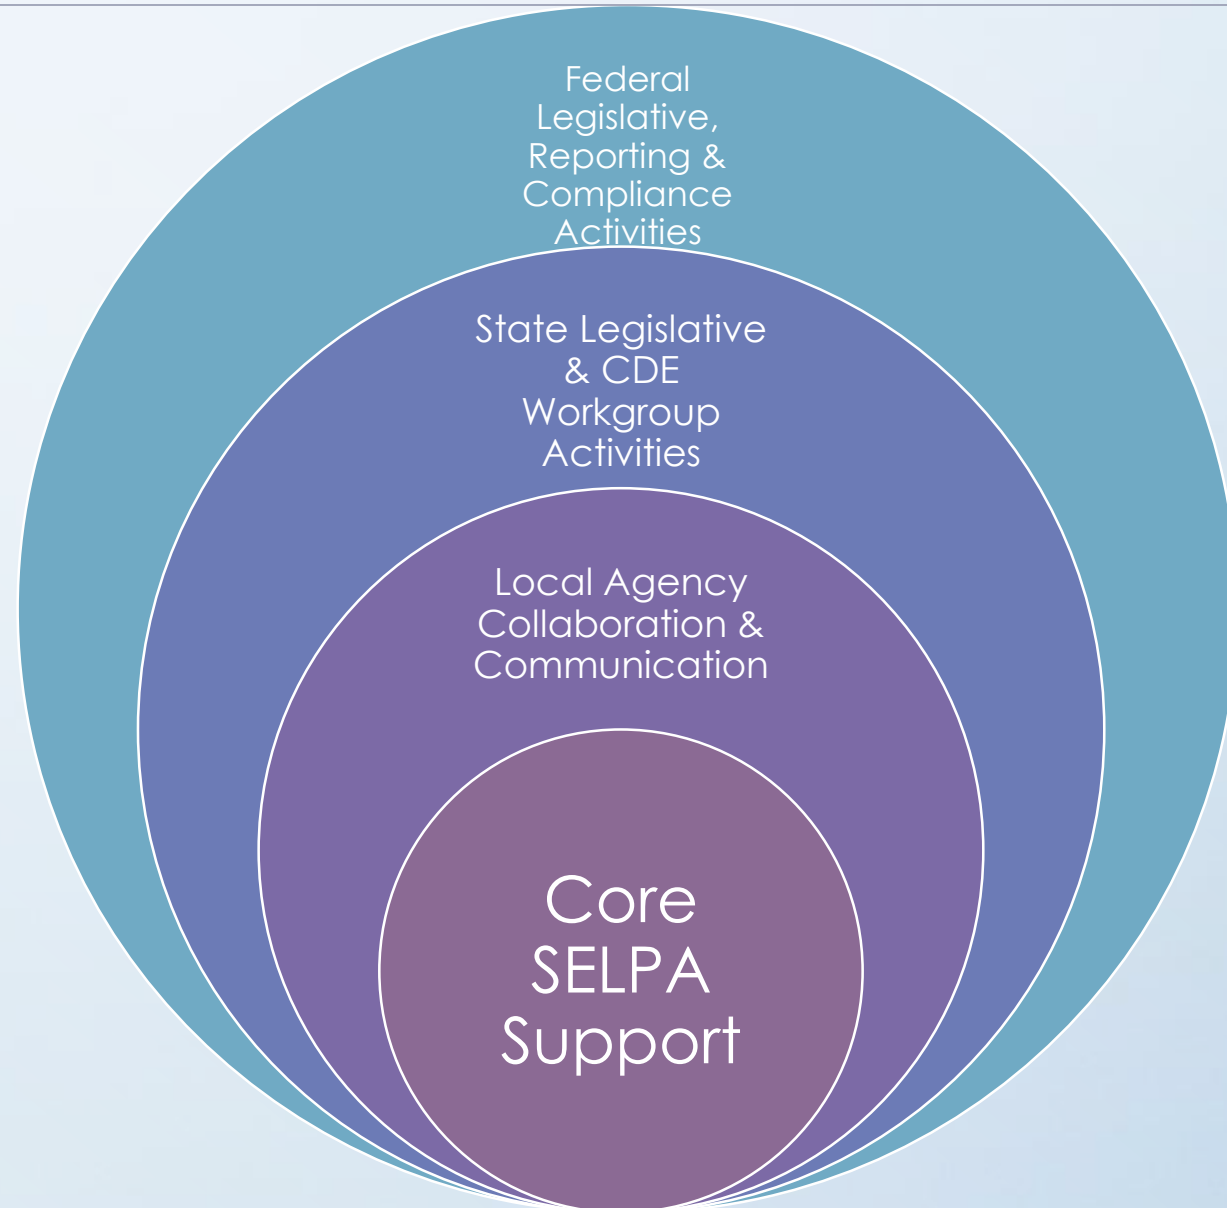 Federal
Legislative,
Reporting &
Compliance
Activities
State Legislative
& CDE
Workgroup
Activities
Local Agency
Collaboration &
Communication
Core
SELPA
Support